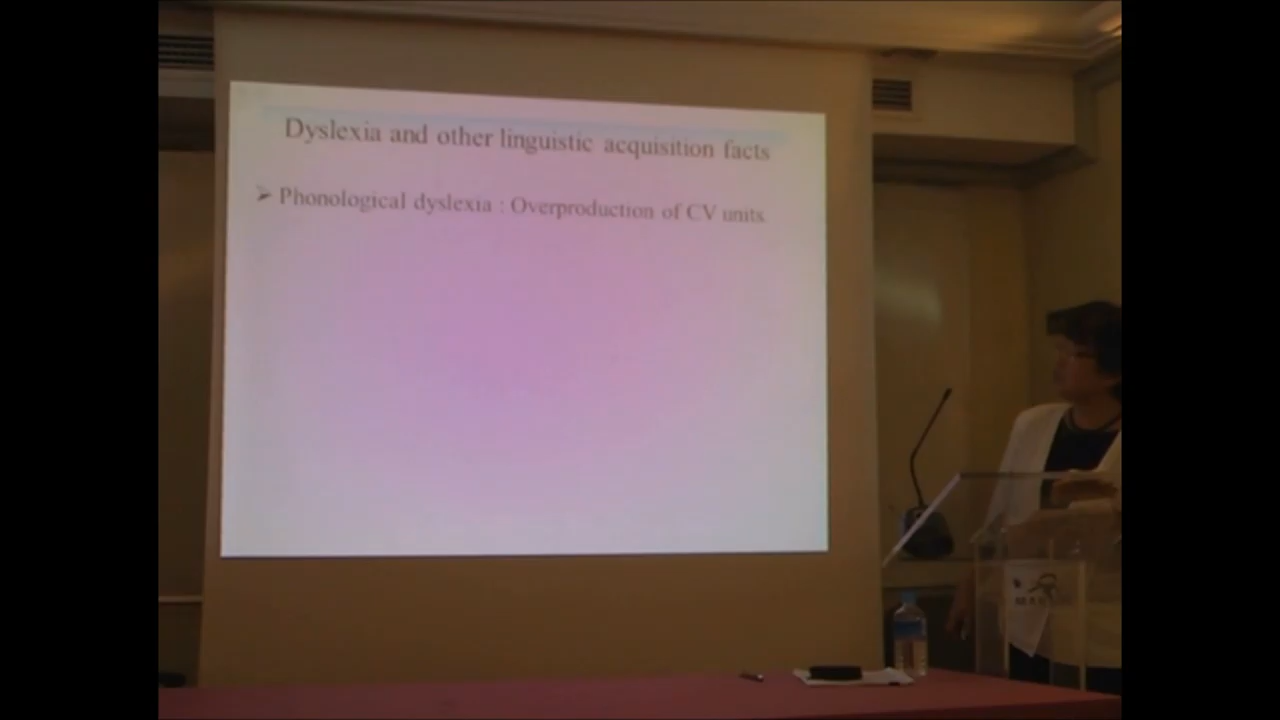 Dyslexia and other linguistic acquisition facts
➢ Phonological dyslexia : Overproduction of CV units